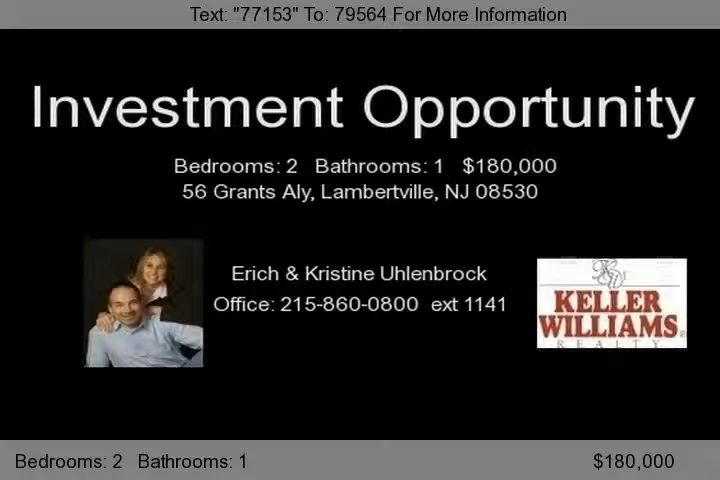 Text: "77153" To: 79564 For More Information
Investment Opportunity
Bedrooms: 2 Bathrooms: 1 $180,000
56 Grants Aly, Lambertville, NJ 08530
Erich & Kristine Uhlenbrock
Office: 215-860-0800 ext 1141
KW
KELLER
WILLIAMS
REALTY
Bedrooms: 2 Bathrooms: 1
$180,000